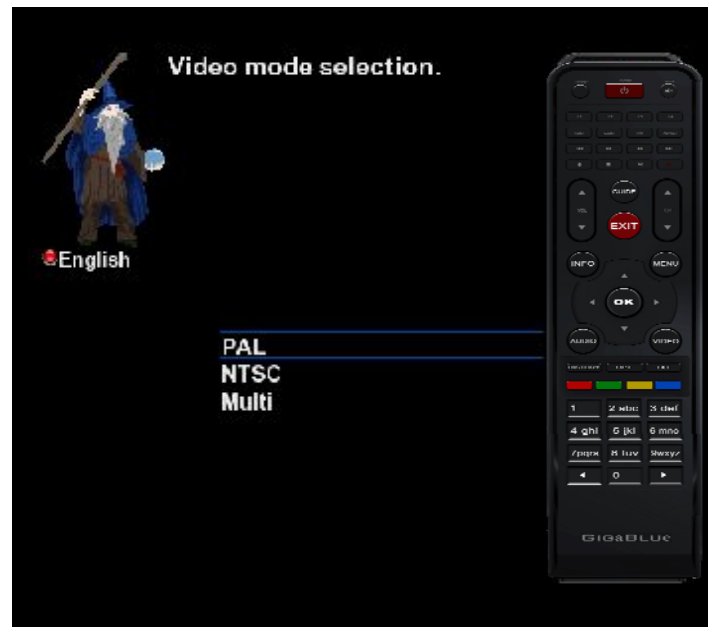 Video mode selection.
English
PAL
NTSC
Multi
GUIDE
EXIT
INFO
MENU
OK
AUDIO
VIDEO
1 2 abc 3 def
4 ghi 5 jkl 6 mno
7pqrs 8 tuv 9wxyz
0
GIGABLUE